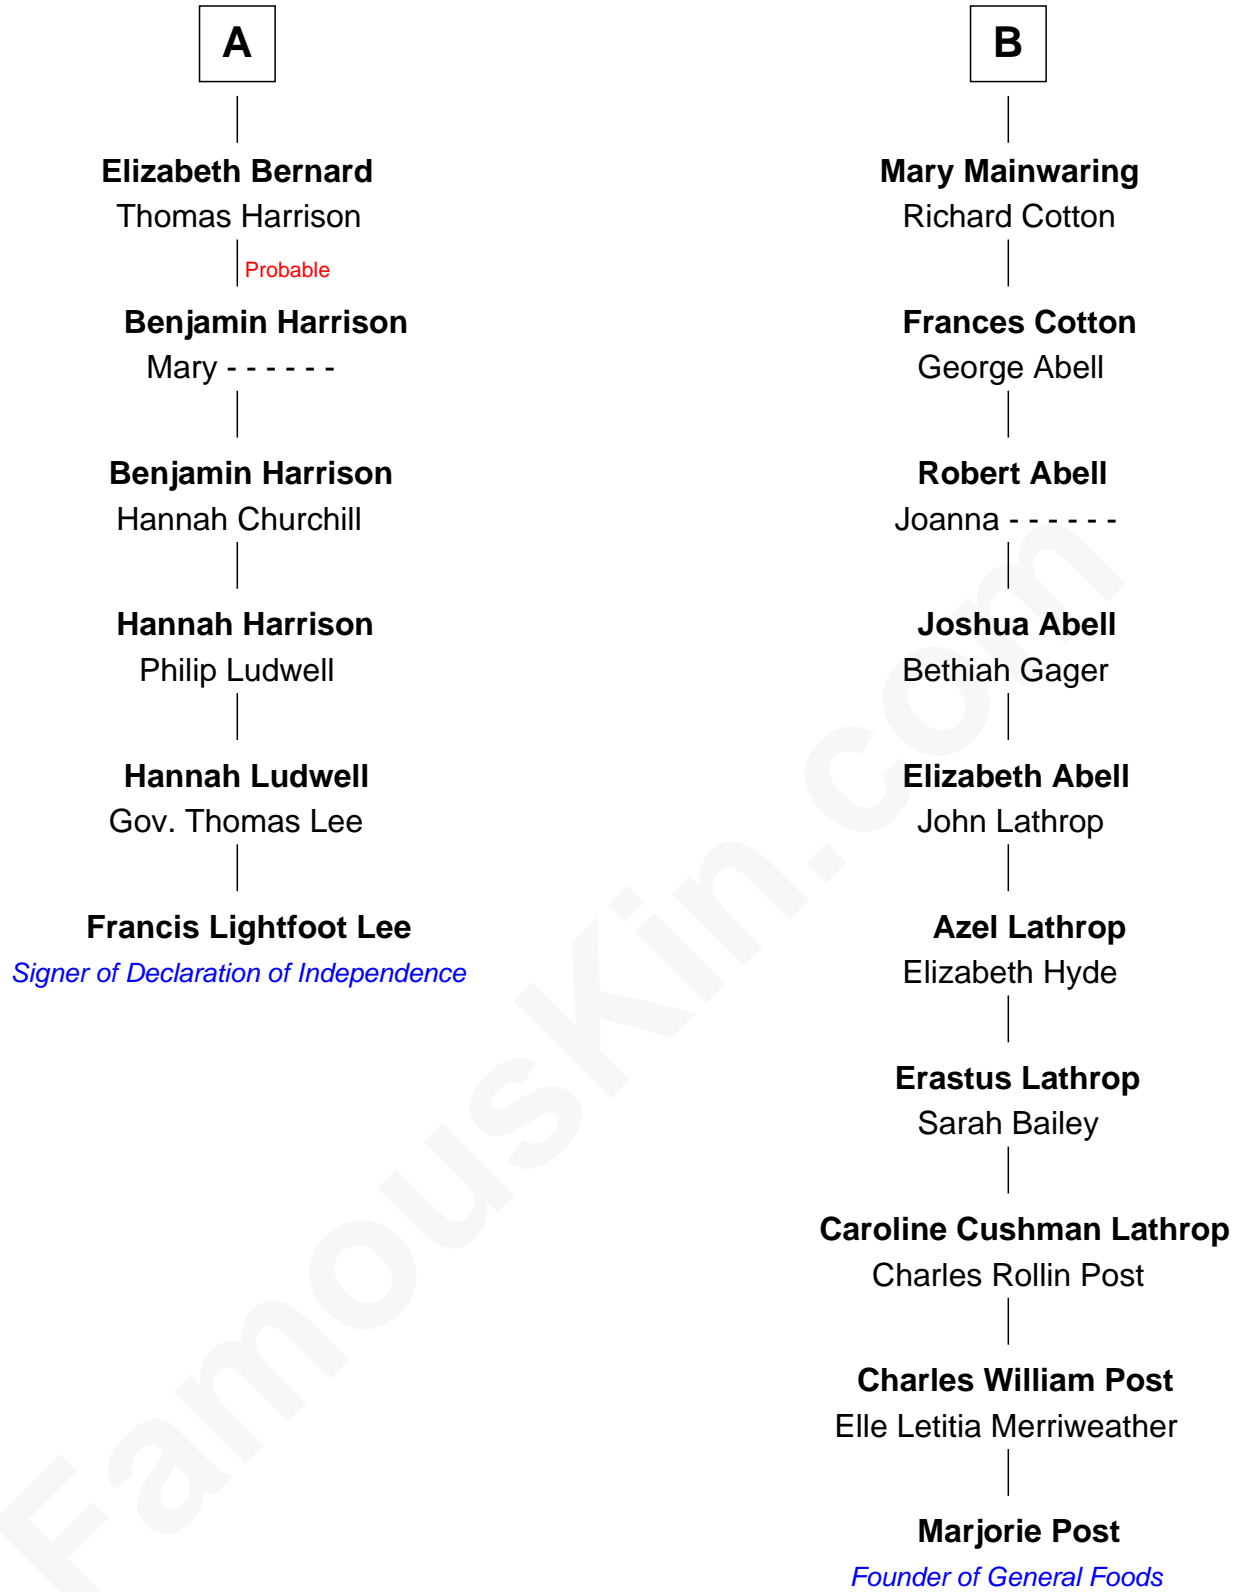 A
Elizabeth Bernard
Thomas Harrison
Probable
Benjamin Harrison
Mary - - - - - -
Benjamin Harrison
Hannah Churchill
Hannah Harrison
Philip Ludwell
Hannah Ludwell
Gov. Thomas Lee
Francis Lightfoot Lee
Signer of Declaration of Independence
B
Mary Mainwaring
Richard Cotton
Frances Cotton
George Abell
Robert Abell
Joanna - - - - - -
Joshua Abell
Bethiah Gager
Elizabeth Abell
John Lathrop
Azel Lathrop
Elizabeth Hyde
Erastus Lathrop
Sarah Bailey
Caroline Cushman Lathrop
Charles Rollin Post
Charles William Post
Elle Letitia Merriweather
Marjorie Post
Founder of General Foods
FamousKin.com